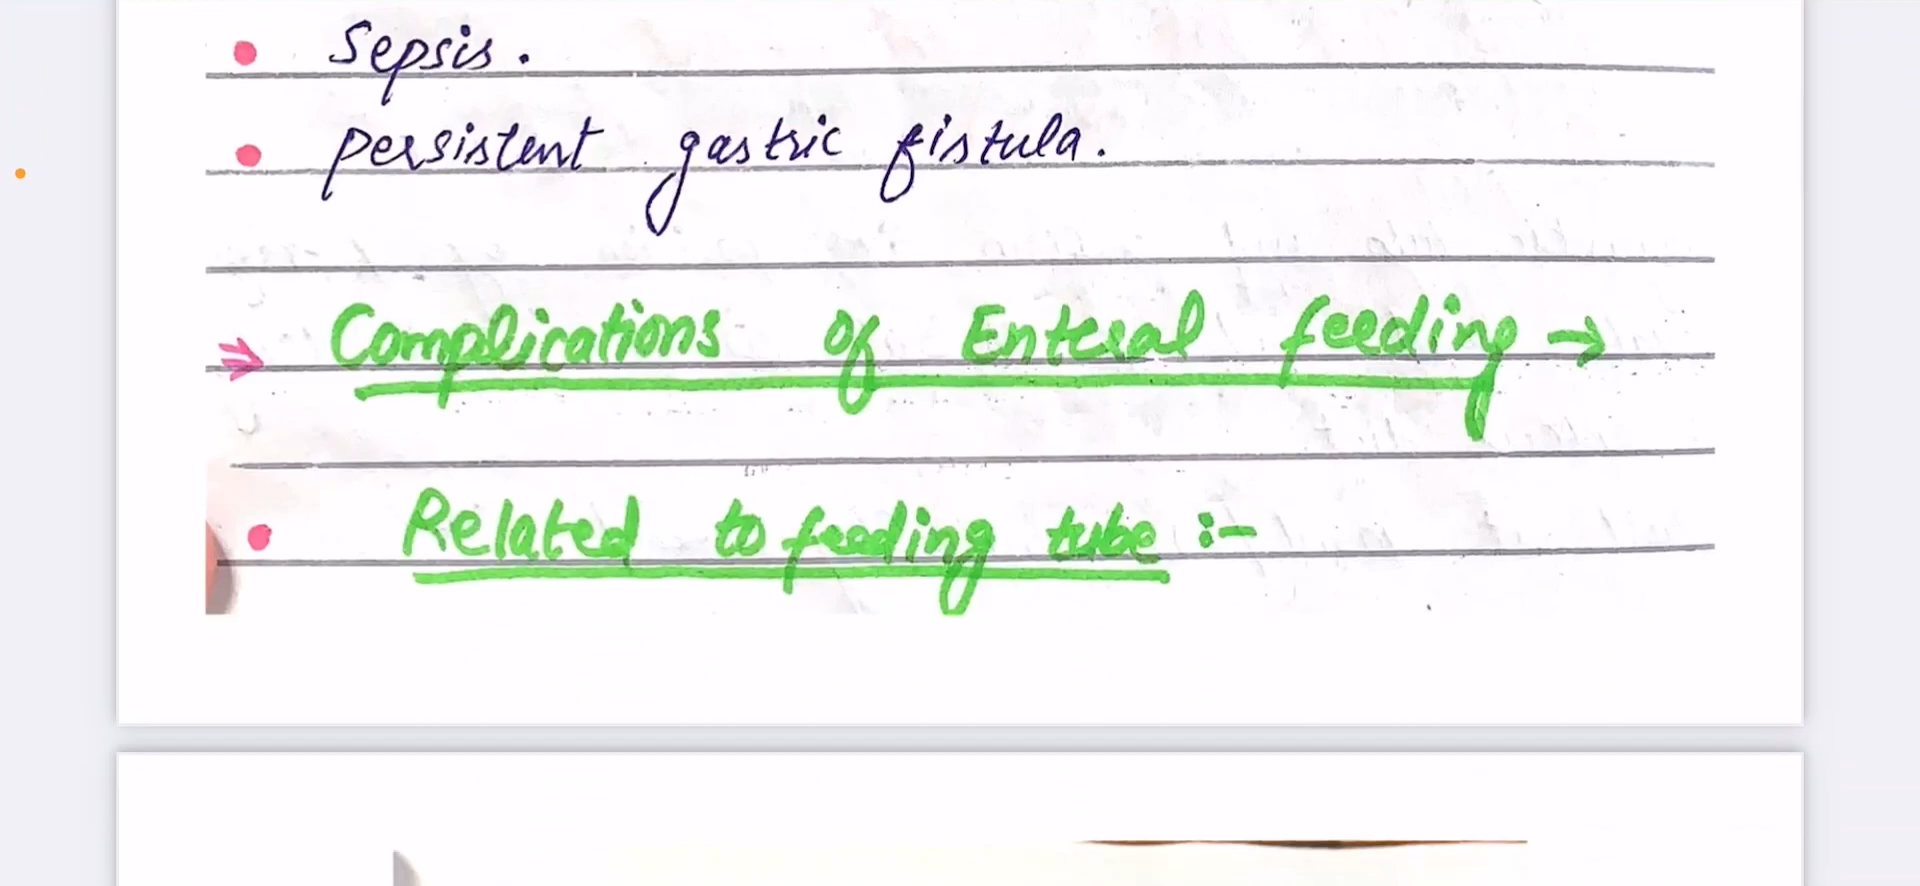 • Sepsis.
• Persistent gastric fistula.
⇒ Complications of Enteral feeding →
• Related to feeding tube :-